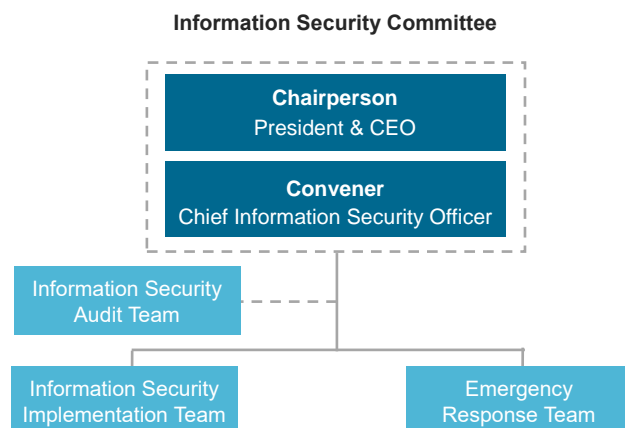 Information Security Committee
Chairperson
President & CEO
Convener
Chief Information Security Officer
Information Security
Audit Team
Information Security
Implementation Team
Emergency
Response Team